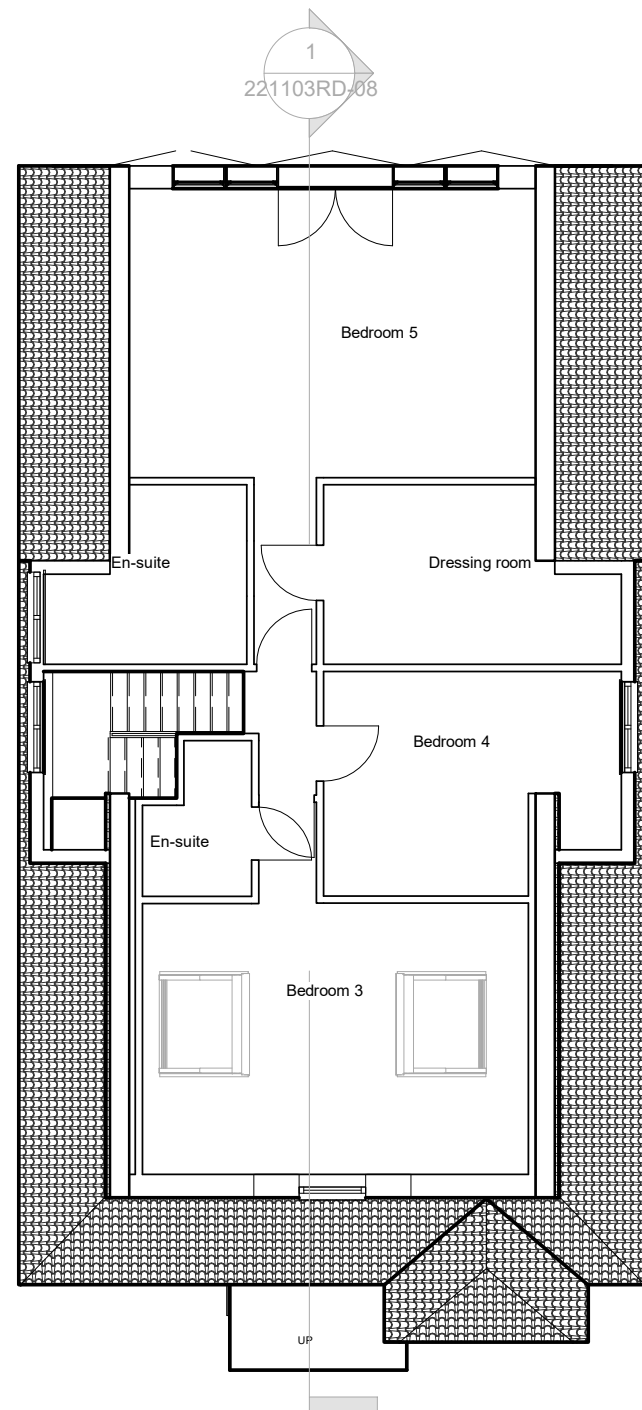 1
221103RD-08
Bedroom 5
En-suite
Dressing room
Bedroom 4
En-suite
Bedroom 3
UP